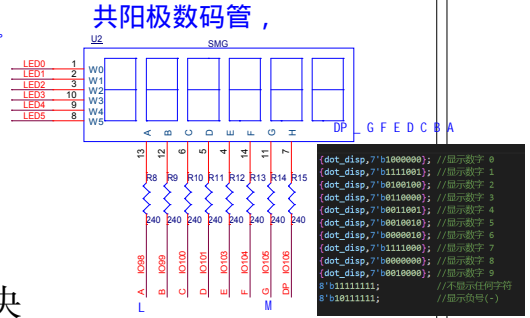 共阳极数码管，
。
U2
SMG
LED0 1 W0
LED1 2 W1
LED2 3 W2
LED3 10 W3
LED4 9 W4
LED5 8 W5
A B C D E F G H
DP _ G F E D C B A
13 12 6 5 4 14 11 7
R8 R9 R10 R11 R12 R13 R14 R15
240 240 240 240 240 240 240 240
A IO98
B IO99
C IO100
D IO101
E IO103
F IO104
G IO105
DP IO106
L M
{dot_disp,7'b1000000}; //显示数字 0
{dot_disp,7'b1111001}; //显示数字 1
{dot_disp,7'b0100100}; //显示数字 2
{dot_disp,7'b0110000}; //显示数字 3
{dot_disp,7'b0011001}; //显示数字 4
{dot_disp,7'b0010010}; //显示数字 5
{dot_disp,7'b0000010}; //显示数字 6
{dot_disp,7'b1111000}; //显示数字 7
{dot_disp,7'b0000000}; //显示数字 8
{dot_disp,7'b0010000}; //显示数字 9
8'b11111111; //不显示任何字符
8'b10111111; //显示负号(-)